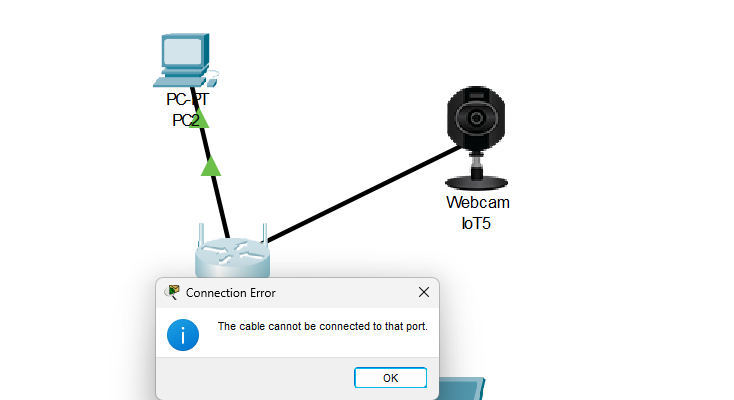 PC-PT
PC2
Webcam
IoT5
Connection Error
The cable cannot be connected to that port.
OK